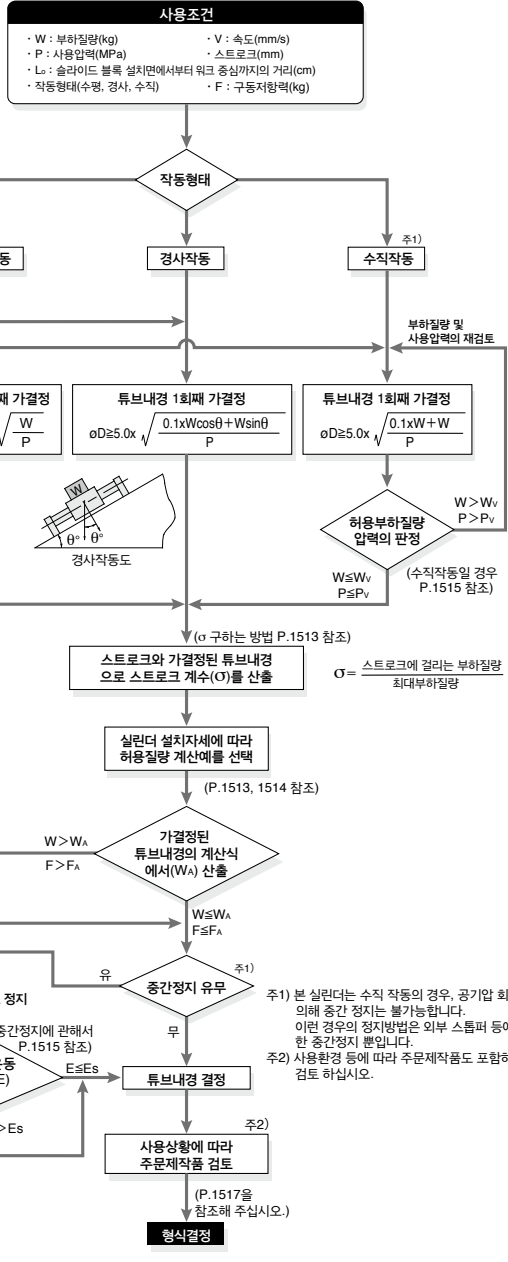 사용조건
· W : 부하질량(kg) · V : 속도(mm/s)
· P : 사용압력(MPa) · 스트로크(mm)
· Lo : 슬라이드 블록 설치면에서부터 워크 중심까지의 거리(cm)
· 작동형태(수평, 경사, 수직) · F : 구동저항력(kg)
작동형태
동
경사작동
주1)
수직작동
부하질량 및
사용압력의 재검토
가결정
W
P
튜브내경 1회째 가결정
øD≧5.0x √ 0.1xWcosθ+Wsinθ
P
튜브내경 1회째 가결정
øD≧5.0x √ 0.1xW+W
P
W
θ° θ°
경사작동도
허용부하질량
압력의 판정
W>Wv
P>Pv
W≦Wv
P≦Pv
(수직작동일 경우
P.1515 참조)
(σ 구하는 방법 P.1513 참조)
스트로크와 가결정된 튜브내경
으로 스트로크 계수(σ)를 산출
σ= 스트로크에 걸리는 부하질량
최대부하질량
실린더 설치자세에 따라
허용질량 계산예를 선택
(P.1513, 1514 참조)
가결정된
튜브내경의 계산식
에서(WA) 산출
W>WA
F>FA
W≦WA
F≦FA
유
중간정지 유무
주1)
무
정지
중간정지에 관해서
P.1515 참조)
동
E)
E≦Es
>Es
튜브내경 결정
주2)
사용상황에 따라
주문제작품 검토
(P.1517을
참조해 주십시오.)
형식결정
주1) 본 실린더는 수직 작동의 경우, 공기압 회
의해 중간 정지는 불가능합니다.
이런 경우의 정지방법은 외부 스톱퍼 등에
한 중간정지 뿐입니다.
주2) 사용환경 등에 따라 주문제작품도 포함하
검토 하십시오.